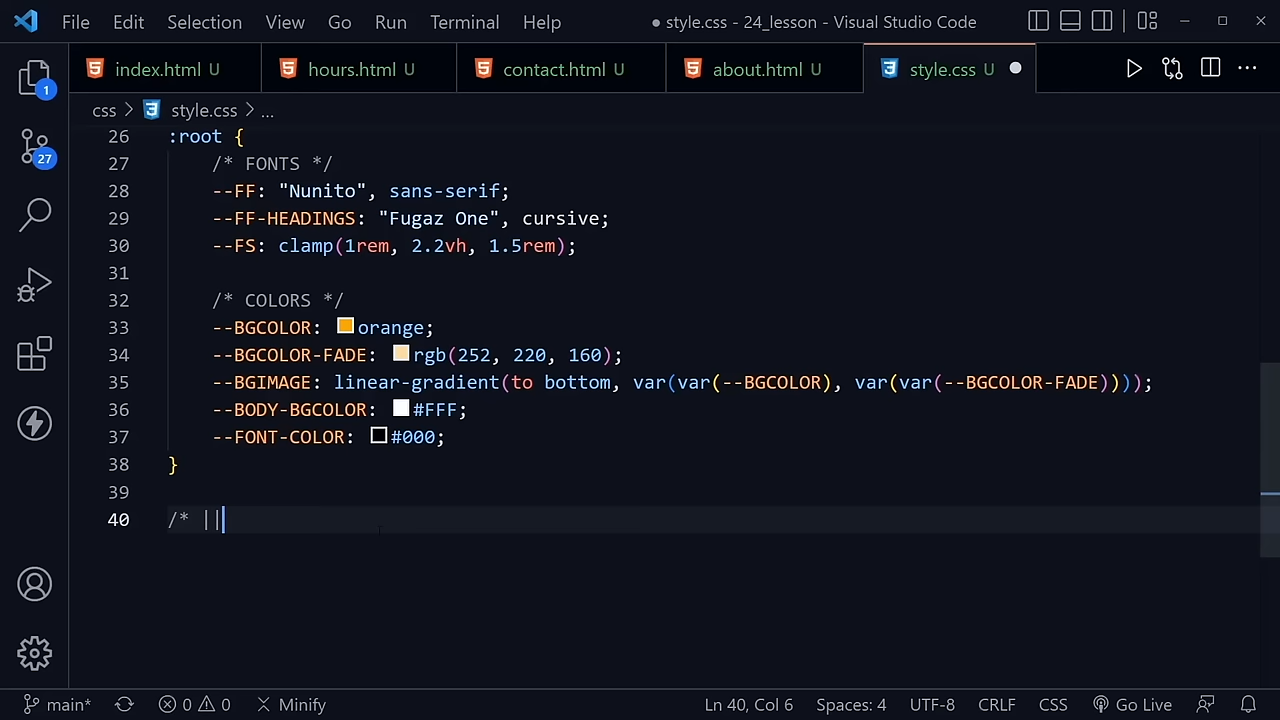 File Edit Selection View Go Run Terminal Help ● style.css - 24_lesson - Visual Studio Code
index.html U hours.html U contact.html U about.html U style.css U
css > style.css > ...
1
27
26 :root {
27 /* FONTS */
28 --FF: "Nunito", sans-serif;
29 --FF-HEADINGS: "Fugaz One", cursive;
30 --FS: clamp(1rem, 2.2vh, 1.5rem);
31
32 /* COLORS */
33 --BGCOLOR: orange;
34 --BGCOLOR-FADE: rgb(252, 220, 160);
35 --BGIMAGE: linear-gradient(to bottom, var(var(--BGCOLOR), var(var(--BGCOLOR-FADE))));
36 --BODY-BGCOLOR: #FFF;
37 --FONT-COLOR: #000;
38 }
39
40 /* ||
main* 0 0 Minify Ln 40, Col 6 Spaces: 4 UTF-8 CRLF CSS Go Live